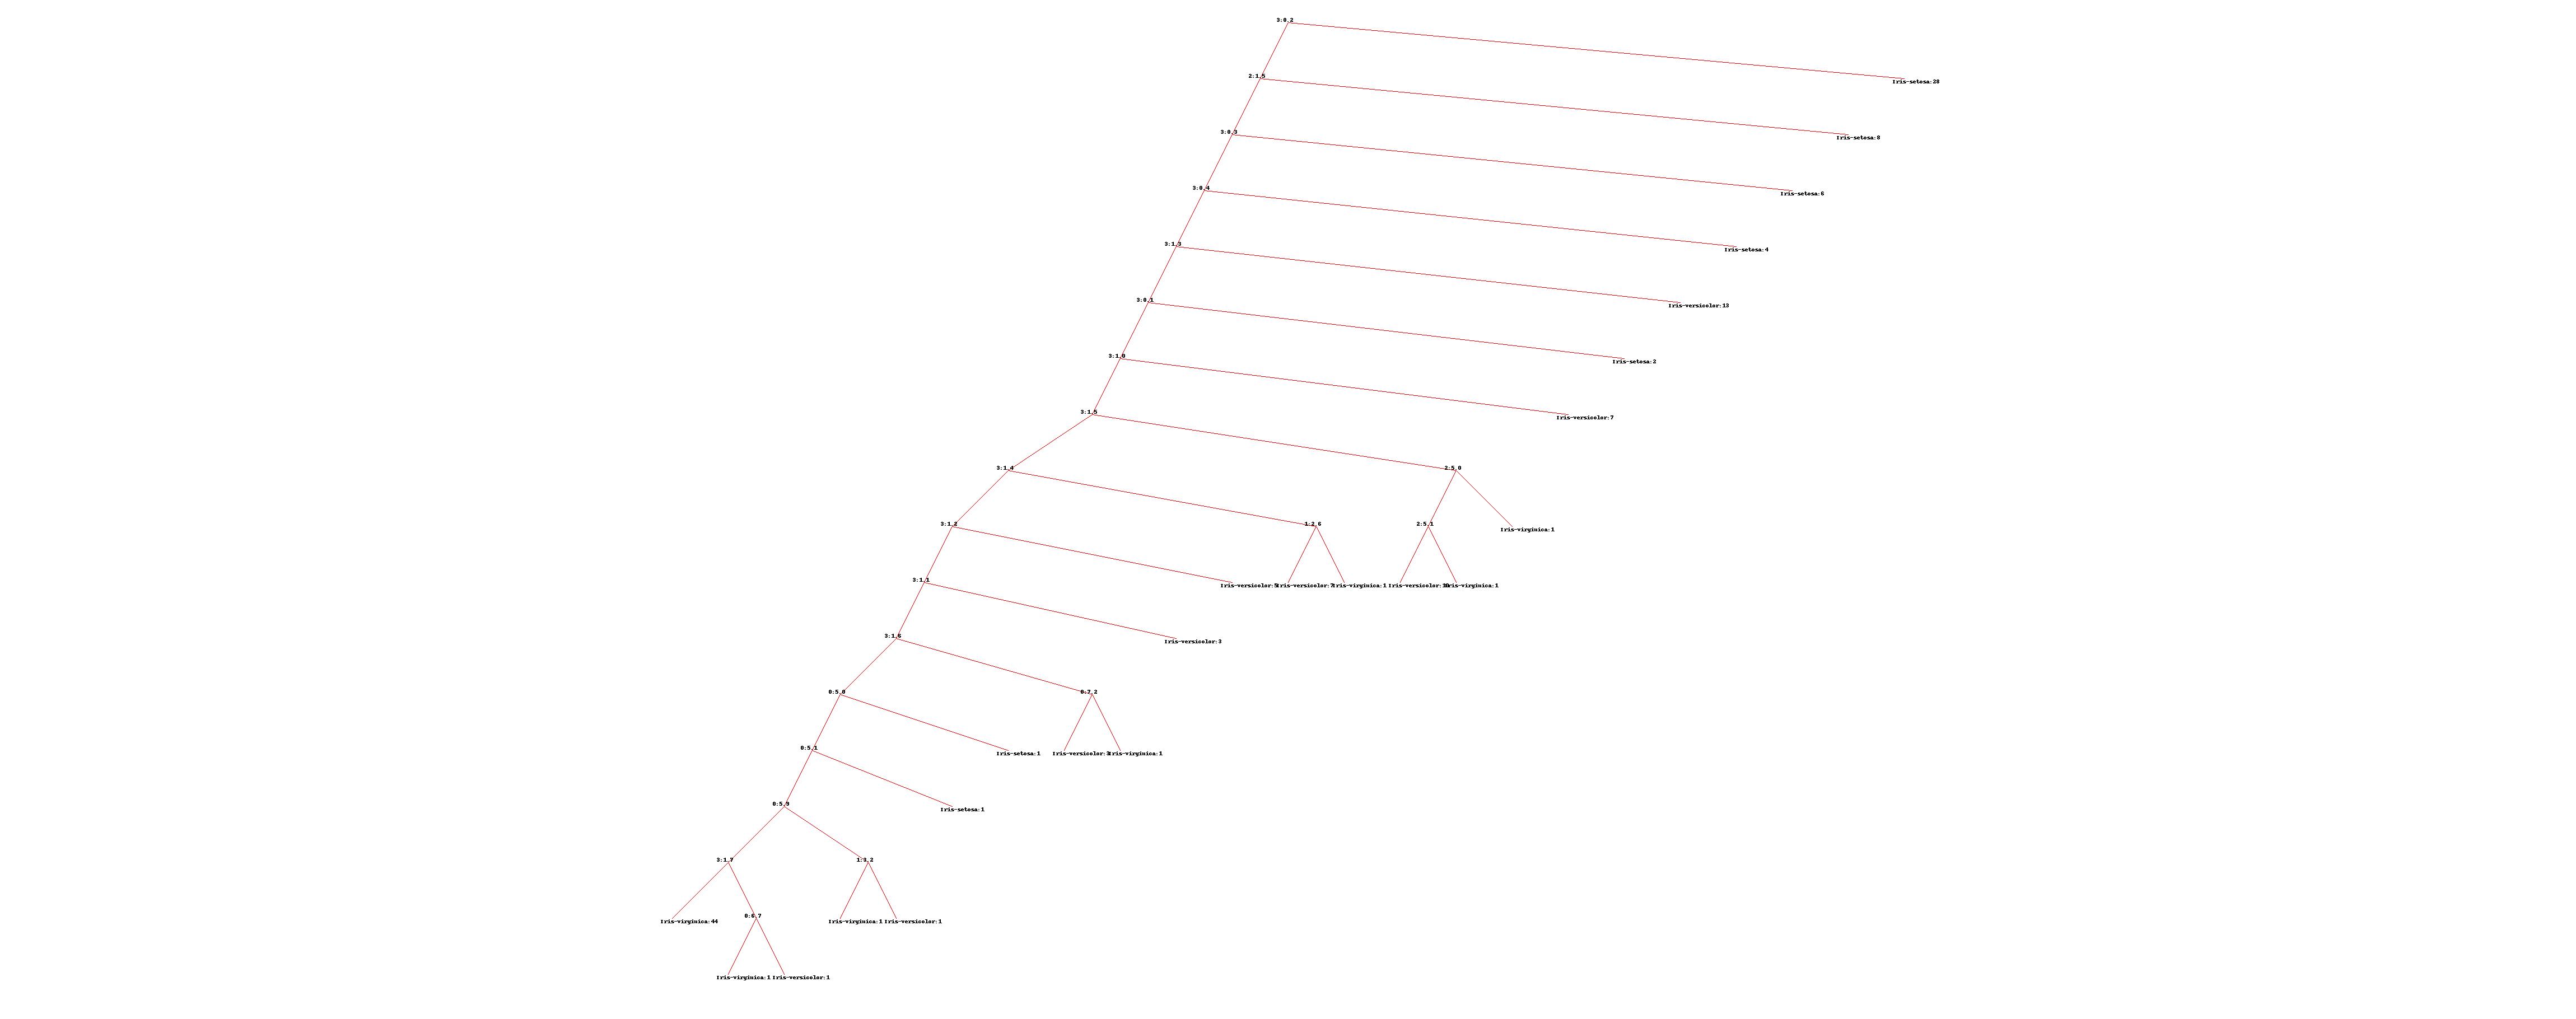 3:0.2
Iris-setosa:28
2:1.5
Iris-setosa:8
3:0.3
Iris-setosa:6
3:0.4
Iris-setosa:4
3:1.3
Iris-versicolor:13
3:0.1
Iris-setosa:2
3:1.0
Iris-versicolor:7
3:1.5
3:1.4
2:5.0
3:1.2
1:2.6
2:5.1
Iris-virginica:1
3:1.1
Iris-versicolor:5
Iris-versicolor:7
Iris-virginica:1
Iris-versicolor:10
Iris-virginica:1
3:1.6
Iris-versicolor:3
0:5.0
0:7.2
0:5.1
Iris-setosa:1
Iris-versicolor:3
Iris-virginica:1
0:5.9
Iris-setosa:1
3:1.7
1:3.2
Iris-virginica:44
0:6.7
Iris-virginica:1
Iris-versicolor:1
Iris-virginica:1
Iris-versicolor:1